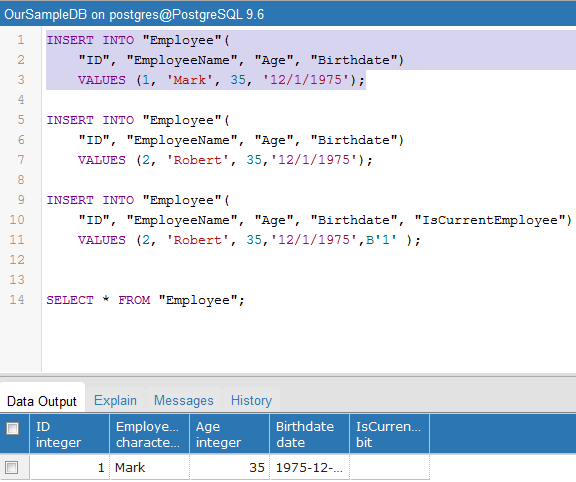 OurSampleDB on postgres@PostgreSQL 9.6
1 INSERT INTO "Employee"(
2 "ID", "EmployeeName", "Age", "Birthdate")
3 VALUES (1, 'Mark', 35, '12/1/1975');
4
5 INSERT INTO "Employee"(
6 "ID", "EmployeeName", "Age", "Birthdate")
7 VALUES (2, 'Robert', 35,'12/1/1975');
8
9 INSERT INTO "Employee"(
10 "ID", "EmployeeName", "Age", "Birthdate", "IsCurrentEmployee")
11 VALUES (2, 'Robert', 35,'12/1/1975',B'1' );
12
13
14 SELECT * FROM "Employee";
Data Output Explain Messages History
ID Employe... Age Birthdate IsCurren...
integer characte... integer date bit
1 Mark 35 1975-12-...